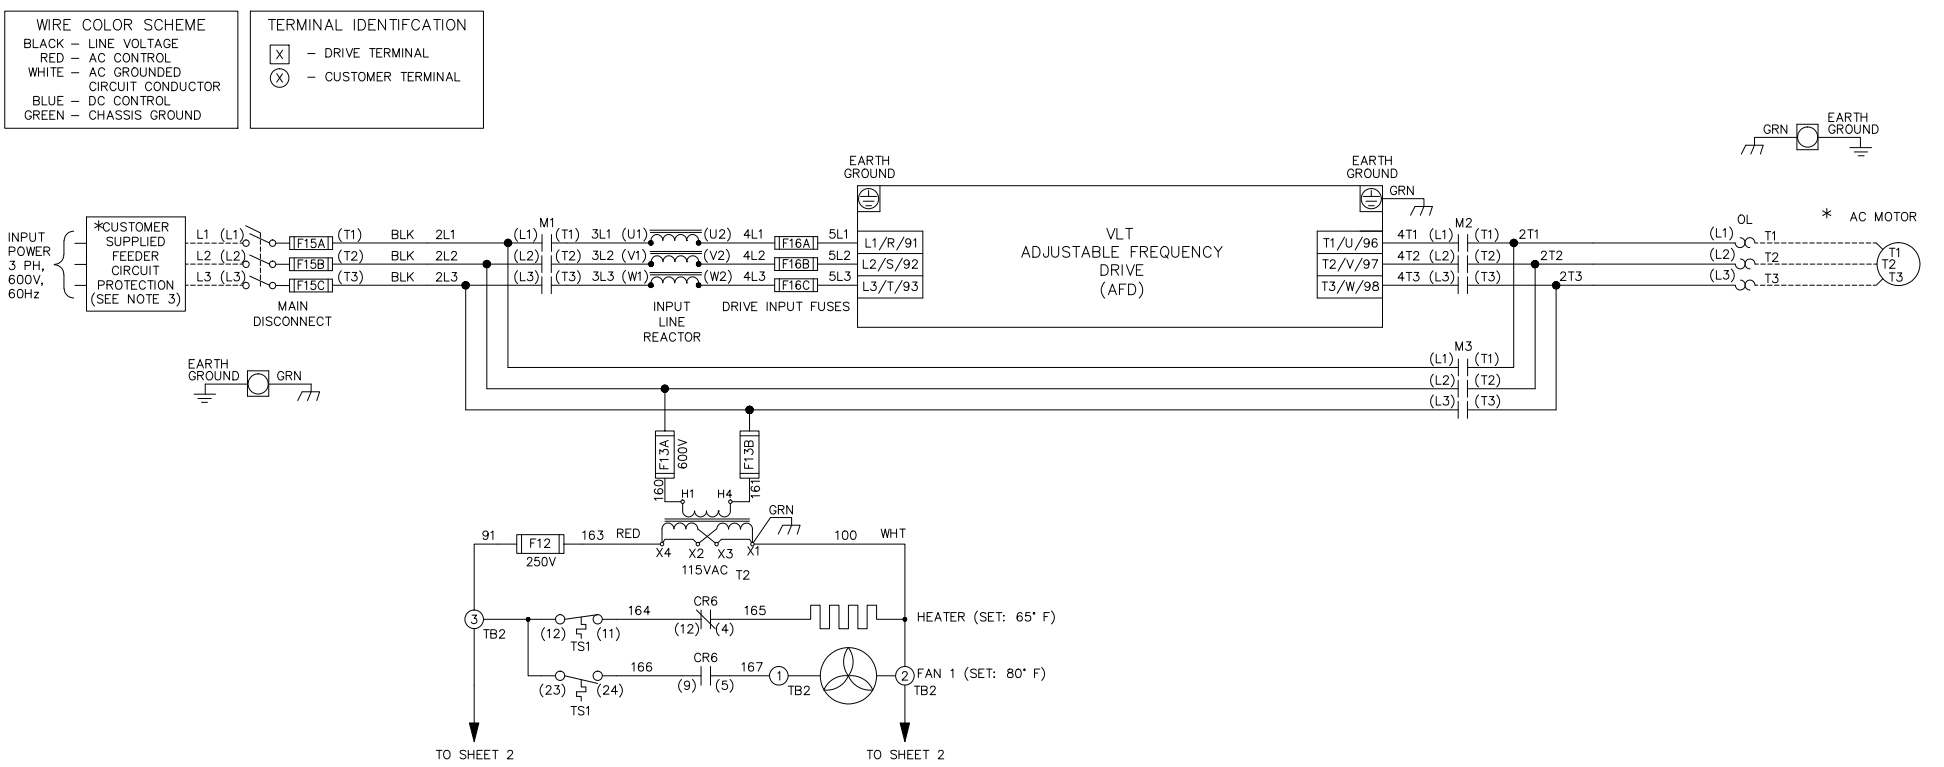 WIRE COLOR SCHEME
BLACK – LINE VOLTAGE
RED – AC CONTROL
WHITE – AC GROUNDED
CIRCUIT CONDUCTOR
BLUE – DC CONTROL
GREEN – CHASSIS GROUND
TERMINAL IDENTIFCATION
X – DRIVE TERMINAL
X – CUSTOMER TERMINAL
EARTH
GROUND
GRN
EARTH
GROUND
EARTH
GROUND
GRN
INPUT
POWER
3 PH,
600V,
60Hz
*CUSTOMER
SUPPLIED
FEEDER
CIRCUIT
PROTECTION
(SEE NOTE 3)
L1 (L1) F15A (T1) BLK 2L1 (L1) M1 (T1) 3L1 (U1) (U2) 4L1 F16A 5L1 L1/R/91
L2 (L2) F15B (T2) BLK 2L2 (L2) (T2) 3L2 (V1) (V2) 4L2 F16B 5L2 L2/S/92
L3 (L3) F15C (T3) BLK 2L3 (L3) (T3) 3L3 (W1) (W2) 4L3 F16C 5L3 L3/T/93
MAIN
DISCONNECT
INPUT
LINE
REACTOR
DRIVE INPUT FUSES
VLT
ADJUSTABLE FREQUENCY
DRIVE
(AFD)
T1/U/96 4T1 (L1) M2 (T1) 2T1 (L1) OL T1
T2/V/97 4T2 (L2) (T2) 2T2 (L2) T2
T3/W/98 4T3 (L3) (T3) 2T3 (L3) T3
* AC MOTOR
T1
T2
T3
EARTH
GROUND
GRN
M3
(L1) (T1)
(L2) (T2)
(L3) (T3)
F13A
600V
F13B
160
161
H1 H4
GRN
91 F12 163 RED
250V
X4 X2 X3 X1
100 WHT
115VAC T2
3
TB2
(12) (11)
TS1
164
CR6
(12) (4)
165
HEATER (SET: 65° F)
(23) (24)
TS1
166
CR6
(9) (5)
167
1
TB2
2
TB2
FAN 1 (SET: 80° F)
TO SHEET 2
TO SHEET 2